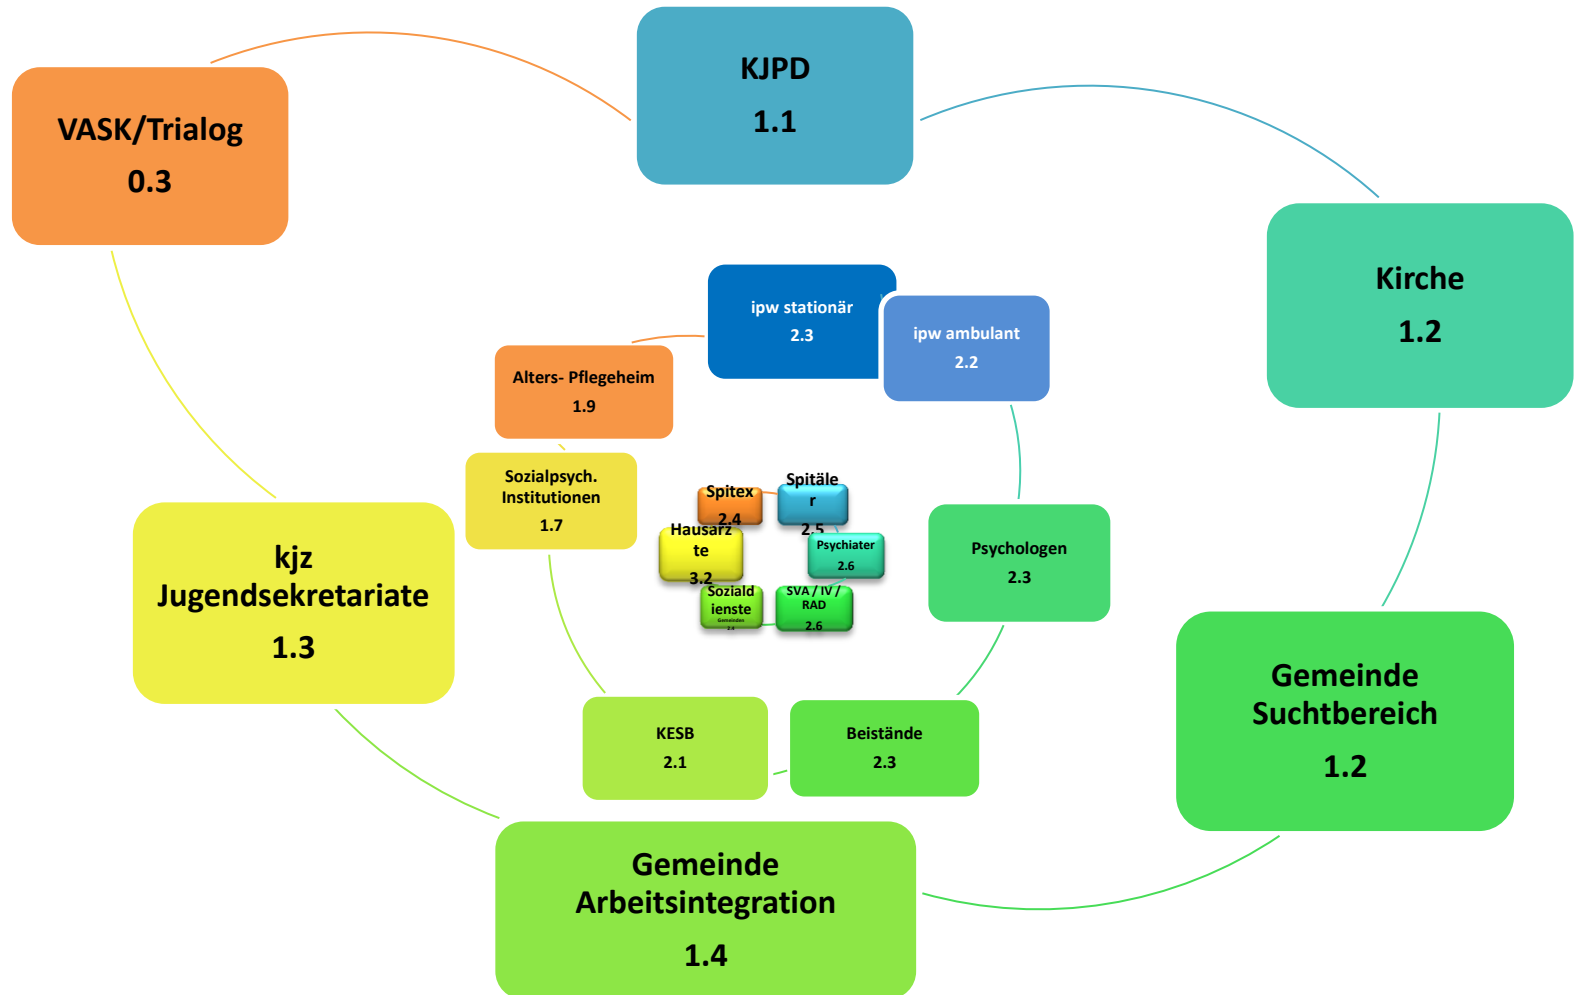 KJPD
1.1
VASK/Trialog
0.3
Kirche
1.2
ipw stationär
2.3
ipw ambulant
2.2
Alters- Pflegeheim
1.9
Sozialpsych.
Institutionen
1.7
Spitex
2.4
Spitäle
r
2.5
Hausärz
te
3.2
Psychiater
2.6
Soziald
ienste
Gemeinden
SVA / IV /
RAD
2.6
Psychologen
2.3
kjz
Jugendsekretariate
1.3
Gemeinde
Suchtbereich
1.2
KESB
2.1
Beistände
2.3
Gemeinde
Arbeitsintegration
1.4